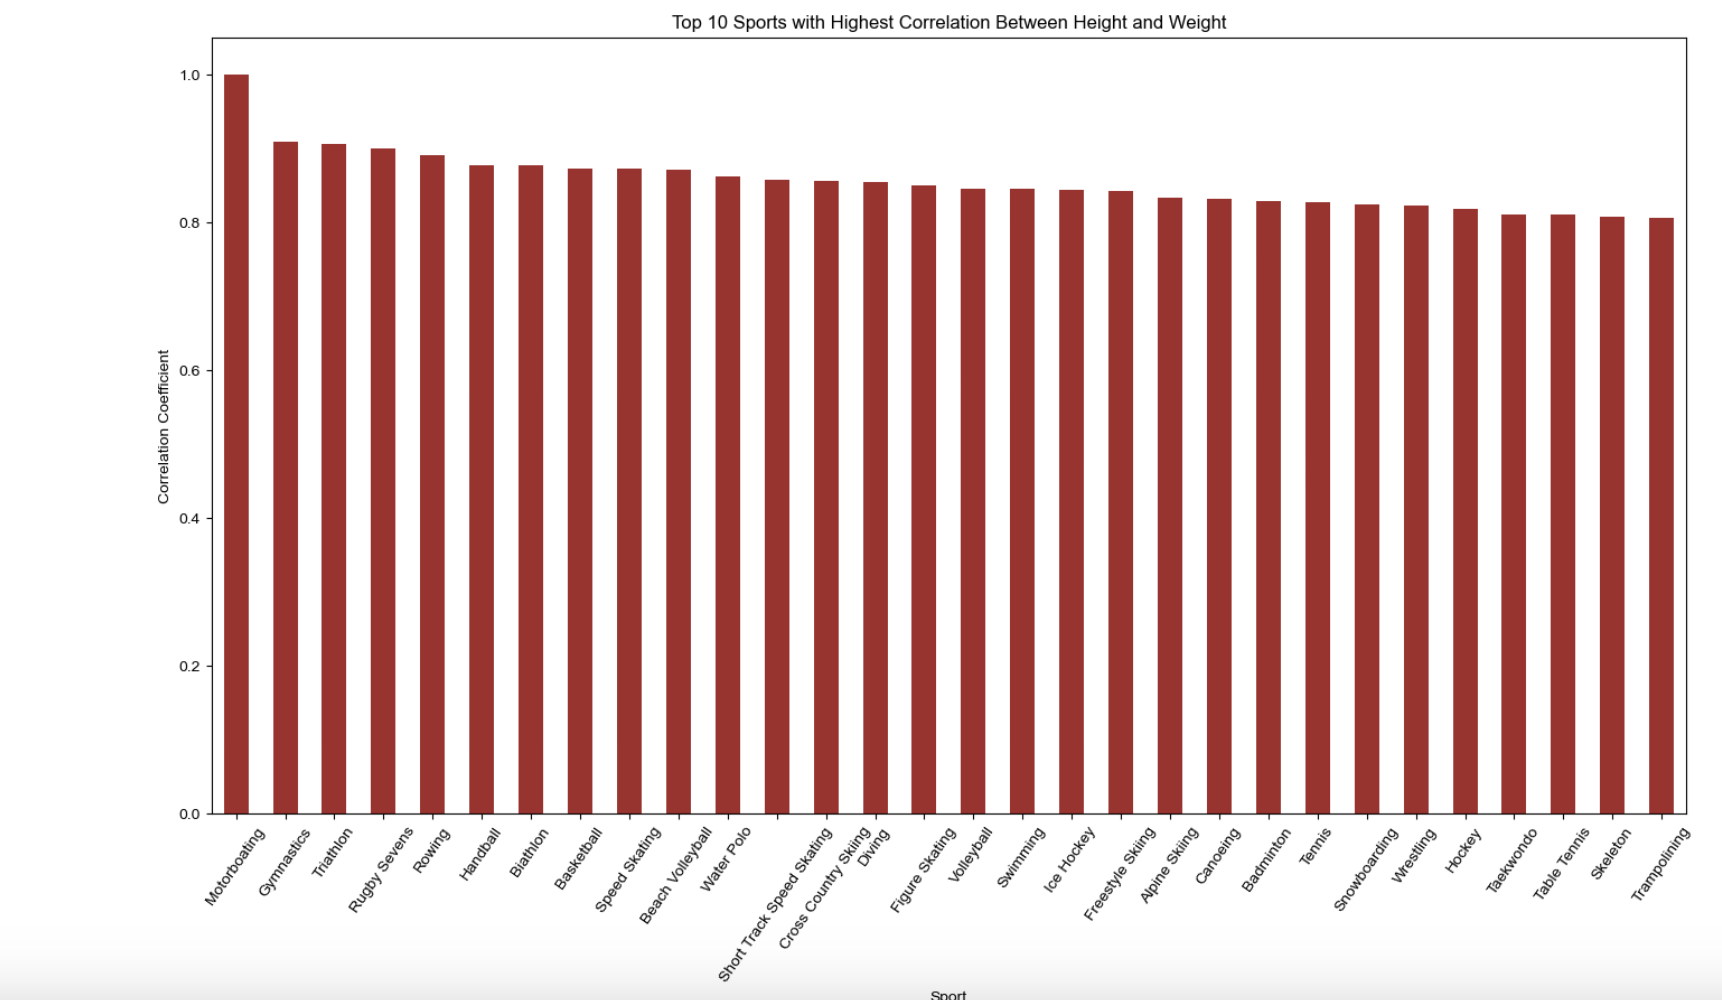 Top 10 Sports with Highest Correlation Between Height and Weight
Correlation Coefficient
1.0
0.8
0.6
0.4
0.2
0.0
Motorboating
Gymnastics
Triathlon
Rugby Sevens
Rowing
Handball
Biathlon
Basketball
Speed Skating
Beach Volleyball
Water Polo
Short Track Speed Skating
Cross Country Skiing
Diving
Figure Skating
Volleyball
Swimming
Ice Hockey
Freestyle Skiing
Alpine Skiing
Canoeing
Badminton
Tennis
Snowboarding
Wrestling
Hockey
Taekwondo
Table Tennis
Skeleton
Trampolining
Sport